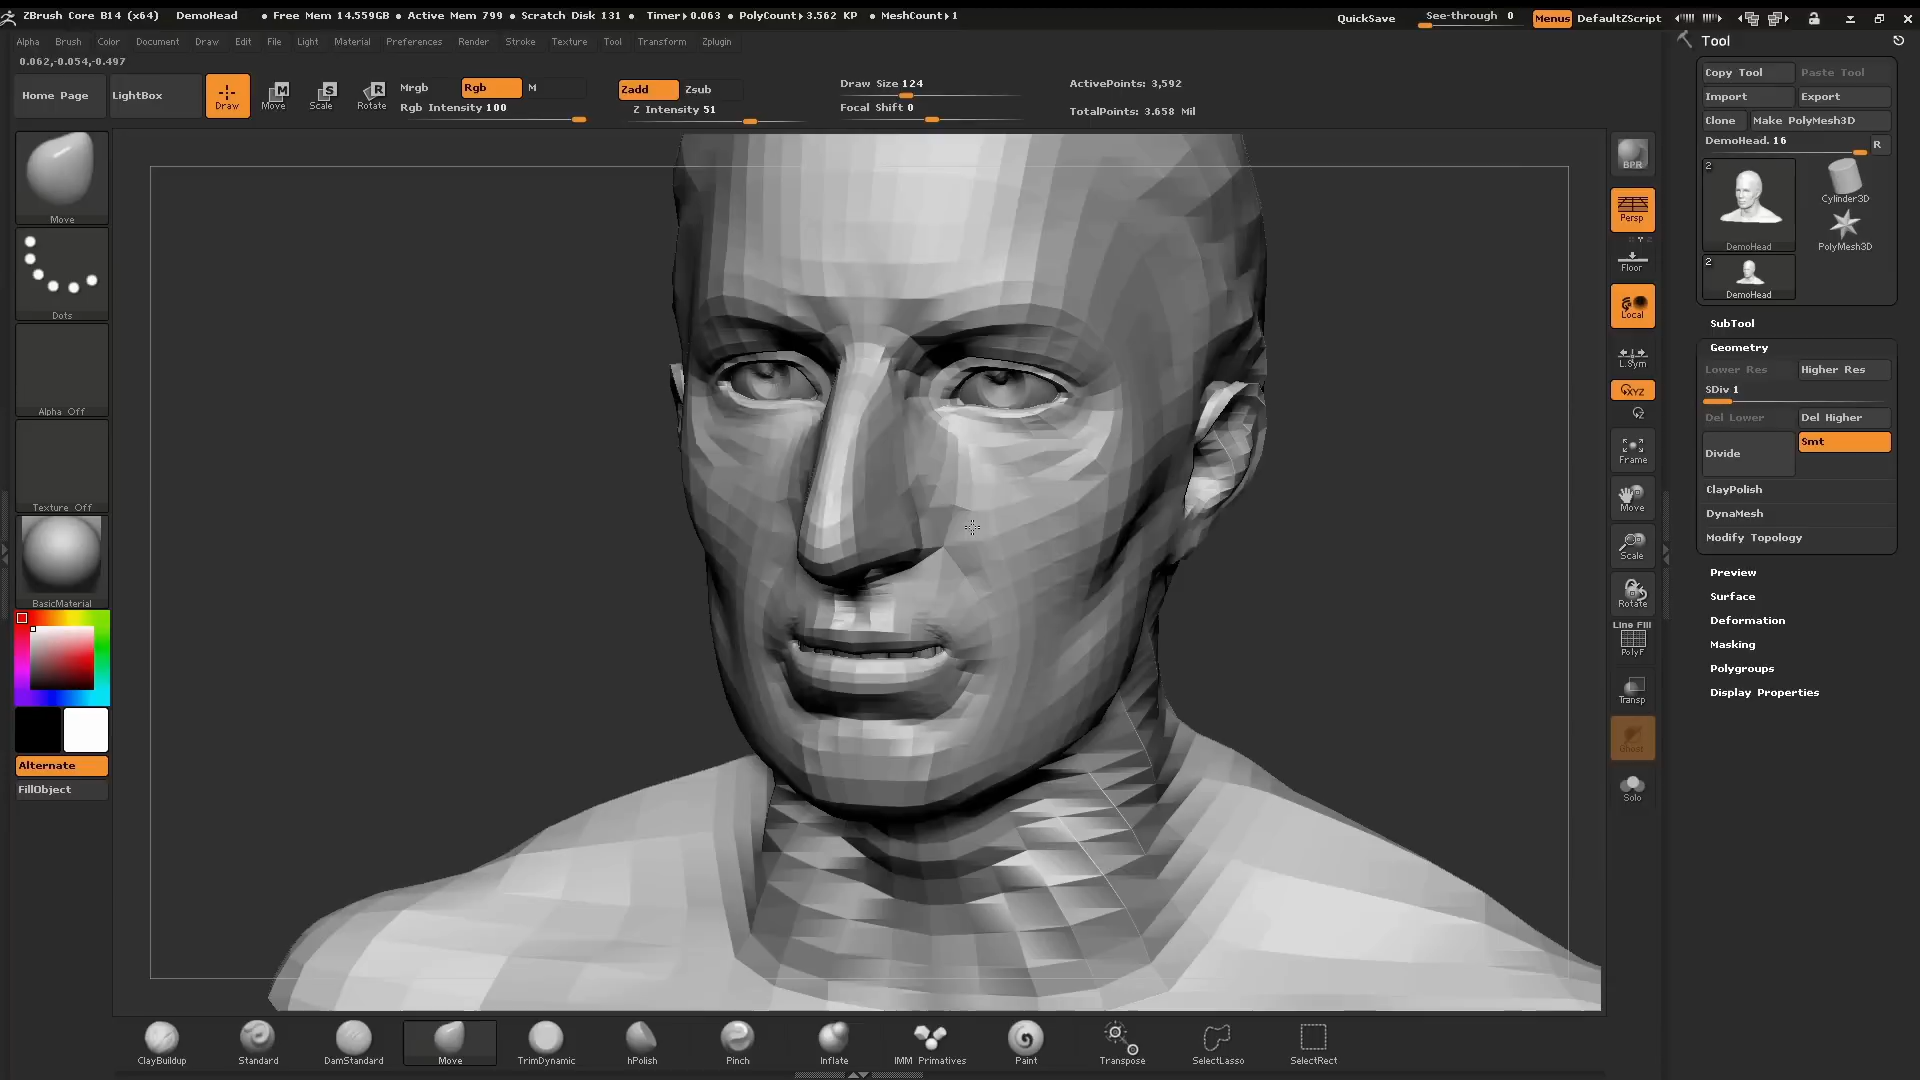 ZBrush Core B14 (x64) DemoHead • Free Mem 14.559GB • Active Mem 799 • Scratch Disk 131 • Timer▸0.063 • PolyCount▸3.562 KP • MeshCount▸1 QuickSave See-through 0 Menus DefaultZScript
Alpha Brush Color Document Draw Edit File Light Material Preferences Render Stroke Texture Tool Transform Zplugin
0.062,-0.054,-0.497
Home Page
LightBox
Draw
M
Move
S
Scale
R
Rotate
Mrgb Rgb M
Rgb Intensity 100
Zadd Zsub
Z Intensity 51
Draw Size 124
Focal Shift 0
ActivePoints: 3,592
TotalPoints: 3.658 Mil
Move
Dots
Alpha Off
Texture Off
BasicMaterial
Alternate
FillObject
BPR
Persp
Floor
Local
L.Sym
XYZ
Frame
Move
Scale
Rotate
Line Fill
PolyF
Transp
Ghost
Solo
Tool
Copy Tool Paste Tool
Import Export
Clone Make PolyMesh3D
DemoHead. 16 R
2
DemoHead
Cylinder3D
PolyMesh3D
2
DemoHead
SubTool
Geometry
Lower Res Higher Res
SDiv 1
Del Lower Del Higher
Divide
Smt
ClayPolish
DynaMesh
Modify Topology
Preview
Surface
Deformation
Masking
Polygroups
Display Properties
ClayBuildup Standard DamStandard Move TrimDynamic hPolish Pinch Inflate IMM Primatives Paint Transpose SelectLasso SelectRect